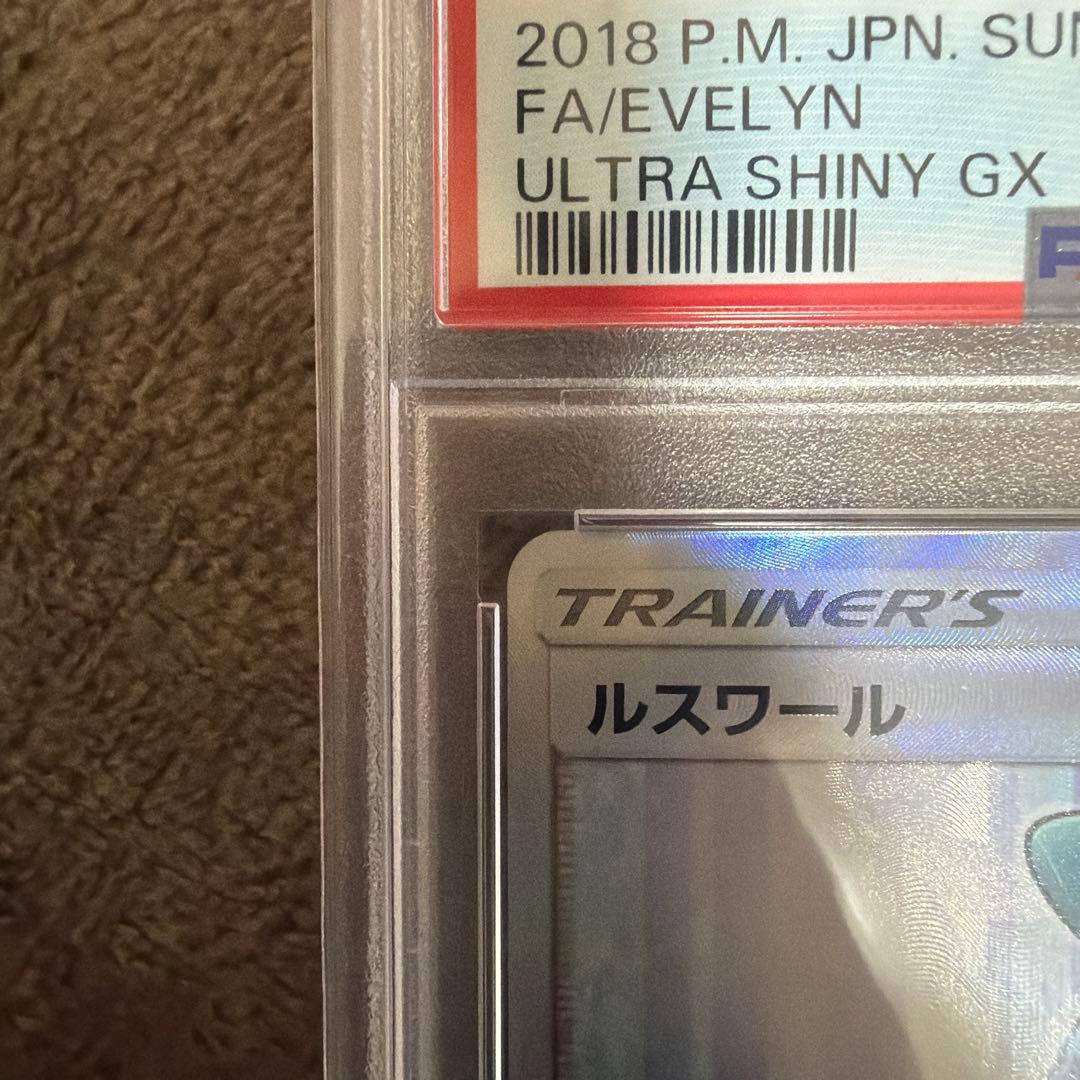 2018 P.M. JPN. SUN
FA/EVELYN
ULTRA SHINY GX
TRAINER'S
ルスワール